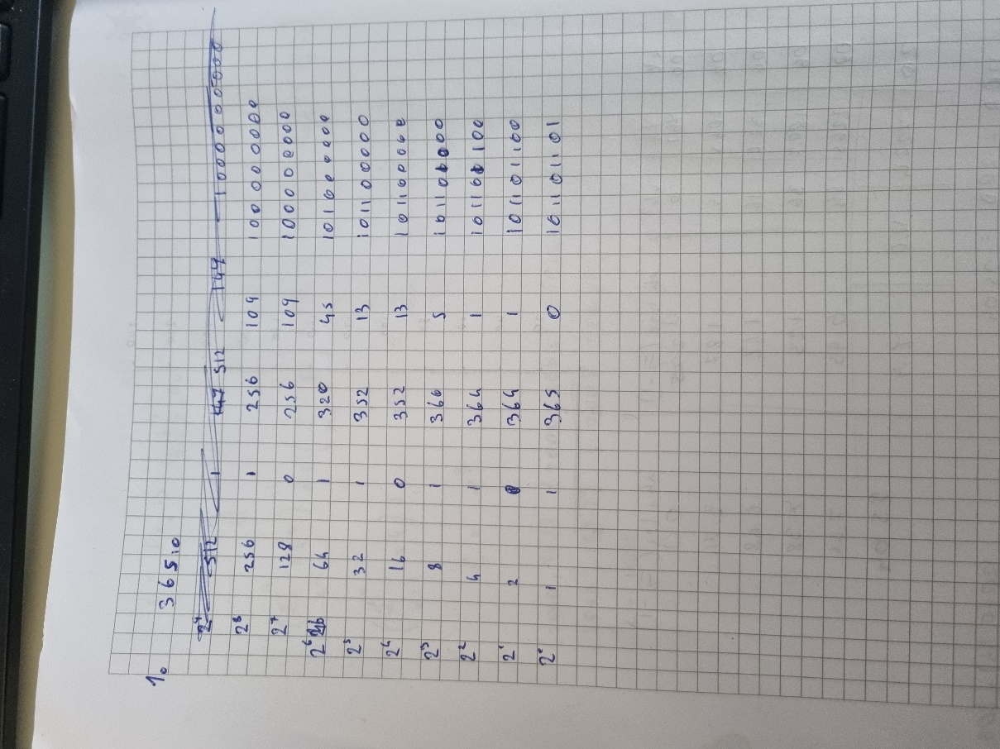 1. 365₁₀
2⁸ 256 1 256 109 100000000
2⁷ 128 0 256 109 100000000
2⁶ 64 1 320 45 101000000
2⁵ 32 1 352 13 101100000
2⁴ 16 0 352 13 101100000
2³ 8 1 360 5 101101000
2² 4 1 364 1 101101100
2¹ 2 0 364 1 101101100
2⁰ 1 1 365 0 101101101